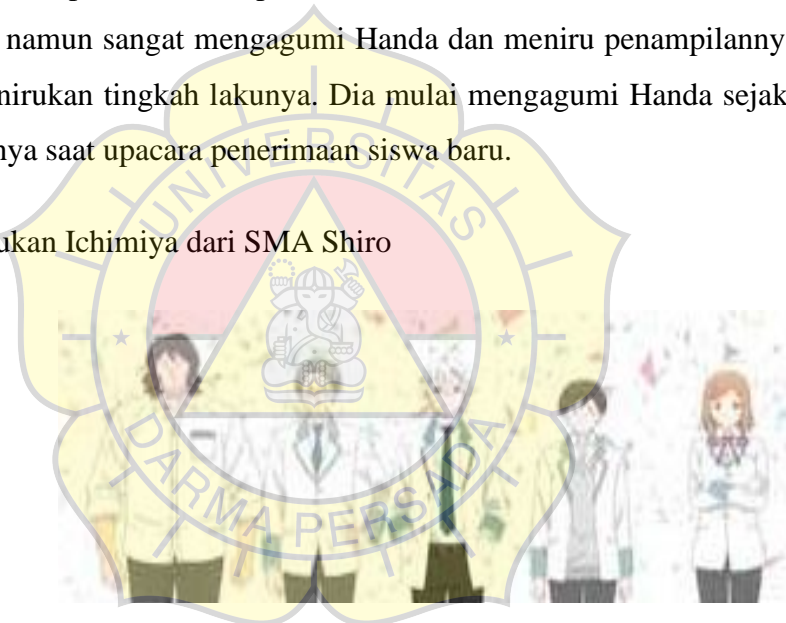 namun sangat mengagumi Handa dan meniru penampilanny
nirukan tingkah lakunya. Dia mulai mengagumi Handa sejak
nya saat upacara penerimaan siswa baru.
ukan Ichimiya dari SMA Shiro
UNIVERSITAS
DARMA PERSADA